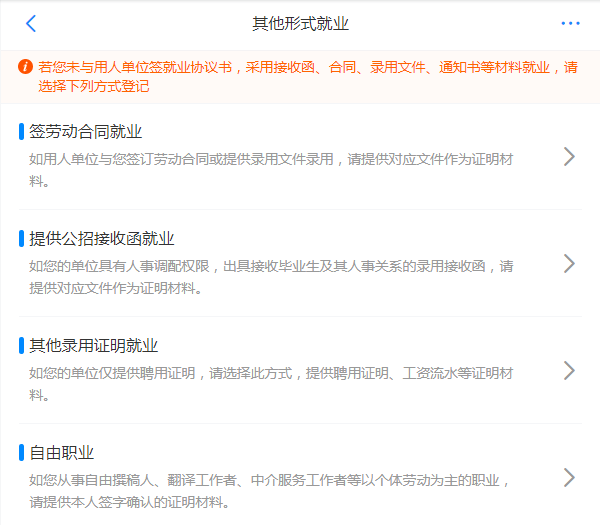 其他形式就业
若您未与用人单位签就业协议书，采用接收函、合同、录用文件、通知书等材料就业，请
选择下列方式登记
签劳动合同就业
如用人单位与您签订劳动合同或提供录用文件录用，请提供对应文件作为证明材
料。
提供公招接收函就业
如您的单位具有人事调配权限，出具接收毕业生及其人事关系的录用接收函，请
提供对应文件作为证明材料。
其他录用证明就业
如您的单位仅提供聘用证明，请选择此方式，提供聘用证明、工资流水等证明材
料。
自由职业
如您从事自由撰稿人、翻译工作者、中介服务工作者等以个体劳动为主的职业，
请提供本人签字确认的证明材料。